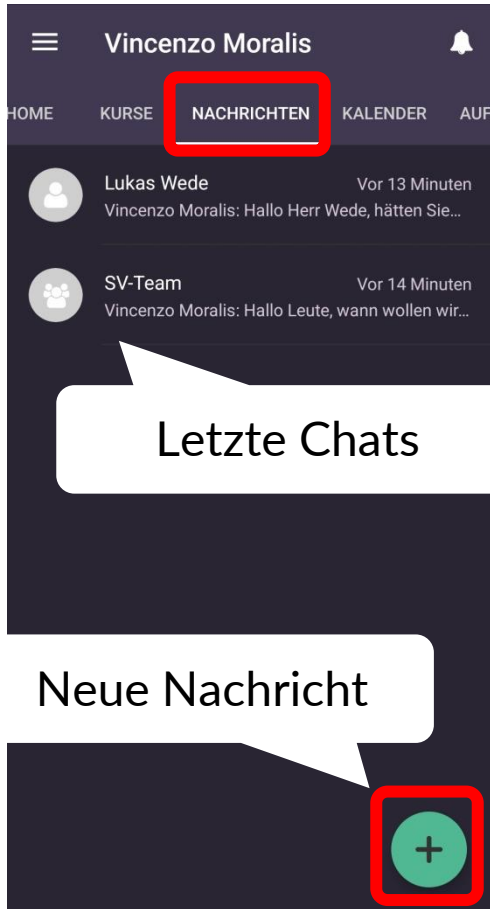 Vincenzo Moralis
HOME KURSE NACHRICHTEN KALENDER AUF
Lukas Wede Vor 13 Minuten
Vincenzo Moralis: Hallo Herr Wede, hätten Sie...
SV-Team Vor 14 Minuten
Vincenzo Moralis: Hallo Leute, wann wollen wir...
Letzte Chats
Neue Nachricht
+